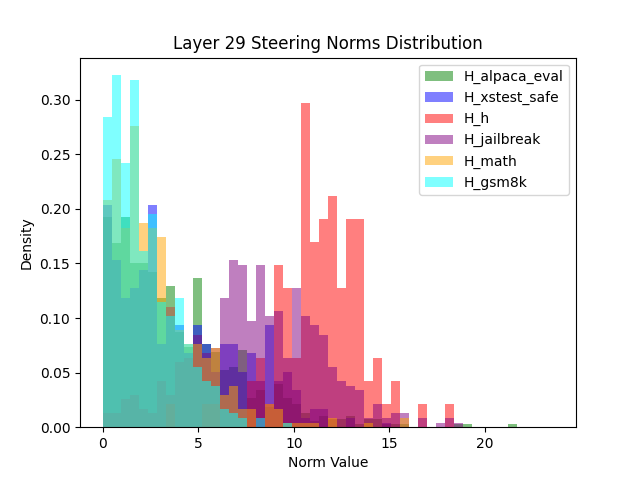 Layer 29 Steering Norms Distribution
H_alpaca_eval
H_xstest_safe
H_h
H_jailbreak
H_math
H_gsm8k
0.30
0.25
0.20
0.15
0.10
0.05
0.00
Density
0
5
10
15
20
Norm Value